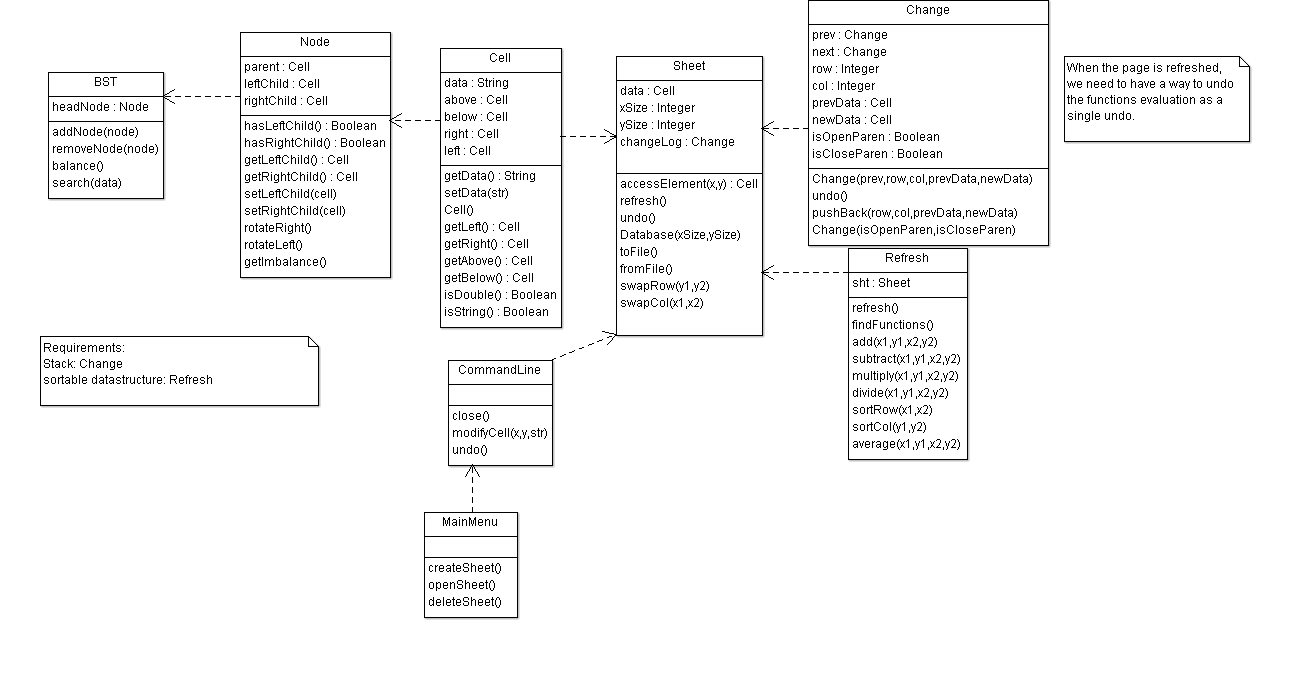 BST
headNode : Node
addNode(node)
removeNode(node)
balance()
search(data)
Node
parent : Cell
leftChild : Cell
rightChild : Cell
hasLeftChild() : Boolean
hasRightChild() : Boolean
getLeftChild() : Cell
getRightChild() : Cell
setLeftChild(cell)
setRightChild(cell)
rotateRight()
rotateLeft()
getImbalance()
Cell
data : String
above : Cell
below : Cell
right : Cell
left : Cell
getData() : String
setData(str)
Cell()
getLeft() : Cell
getRight() : Cell
getAbove() : Cell
getBelow() : Cell
isDouble() : Boolean
isString() : Boolean
Sheet
data : Cell
xSize : Integer
ySize : Integer
changeLog : Change
accessElement(x,y) : Cell
refresh()
undo()
Database(xSize,ySize)
toFile()
fromFile()
swapRow(y1,y2)
swapCol(x1,x2)
Change
prev : Change
next : Change
row : Integer
col : Integer
prevData : Cell
newData : Cell
isOpenParen : Boolean
isCloseParen : Boolean
Change(prev,row,col,prevData,newData)
undo()
pushBack(row,col,prevData,newData)
Change(isOpenParen,isCloseParen)
When the page is refreshed,
we need to have a way to undo
the functions evaluation as a
single undo.
Refresh
sht : Sheet
refresh()
findFunctions()
add(x1,y1,x2,y2)
subtract(x1,y1,x2,y2)
multiply(x1,y1,x2,y2)
divide(x1,y1,x2,y2)
sortRow(x1,x2)
sortCol(y1,y2)
average(x1,y1,x2,y2)
Requirements:
Stack: Change
sortable datastructure: Refresh
CommandLine
close()
modifyCell(x,y,str)
undo()
MainMenu
createSheet()
openSheet()
deleteSheet()